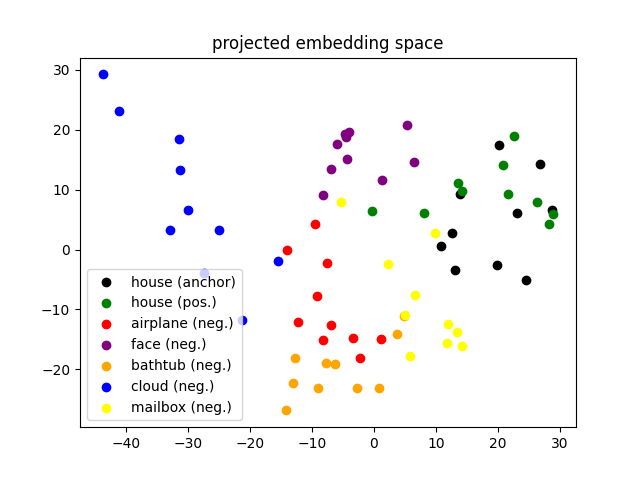 projected embedding space
30
20
10
0
−10
−20
−40
−30
−20
−10
0
10
20
30
house (anchor)
house (pos.)
airplane (neg.)
face (neg.)
bathtub (neg.)
cloud (neg.)
mailbox (neg.)